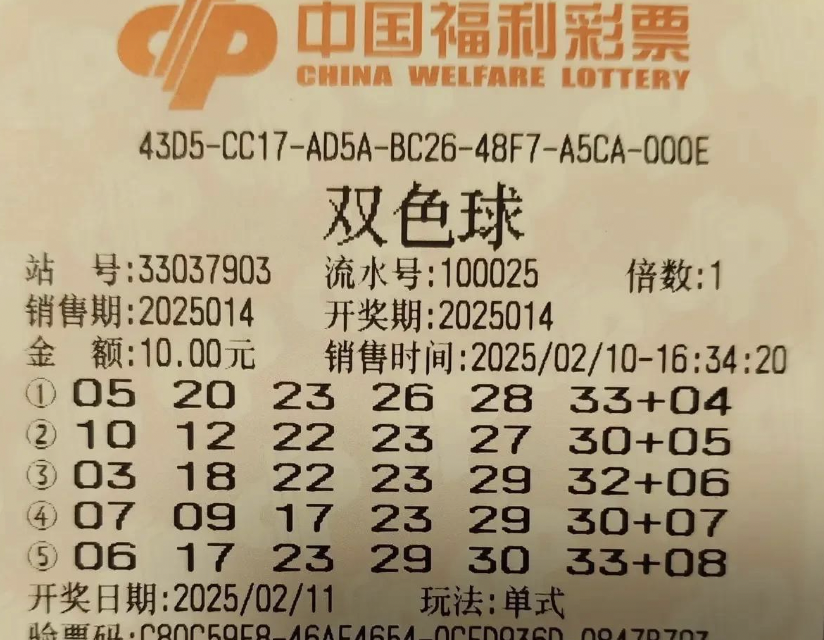 中国福利彩票
CHINA WELFARE LOTTERY
43D5-CC17-AD5A-BC26-48F7-A5CA-000E
双色球
站 号:33037903 流水号:100025 倍数:1
销售期:2025014 开奖期:2025014
金 额:10.00元 销售时间:2025/02/10-16:34:20
① 05 20 23 26 28 33+04
② 10 12 22 23 27 30+05
③ 03 18 22 23 29 32+06
④ 07 09 17 23 29 30+07
⑤ 06 17 23 29 30 33+08
开奖日期:2025/02/11 玩法:单式
验票码: